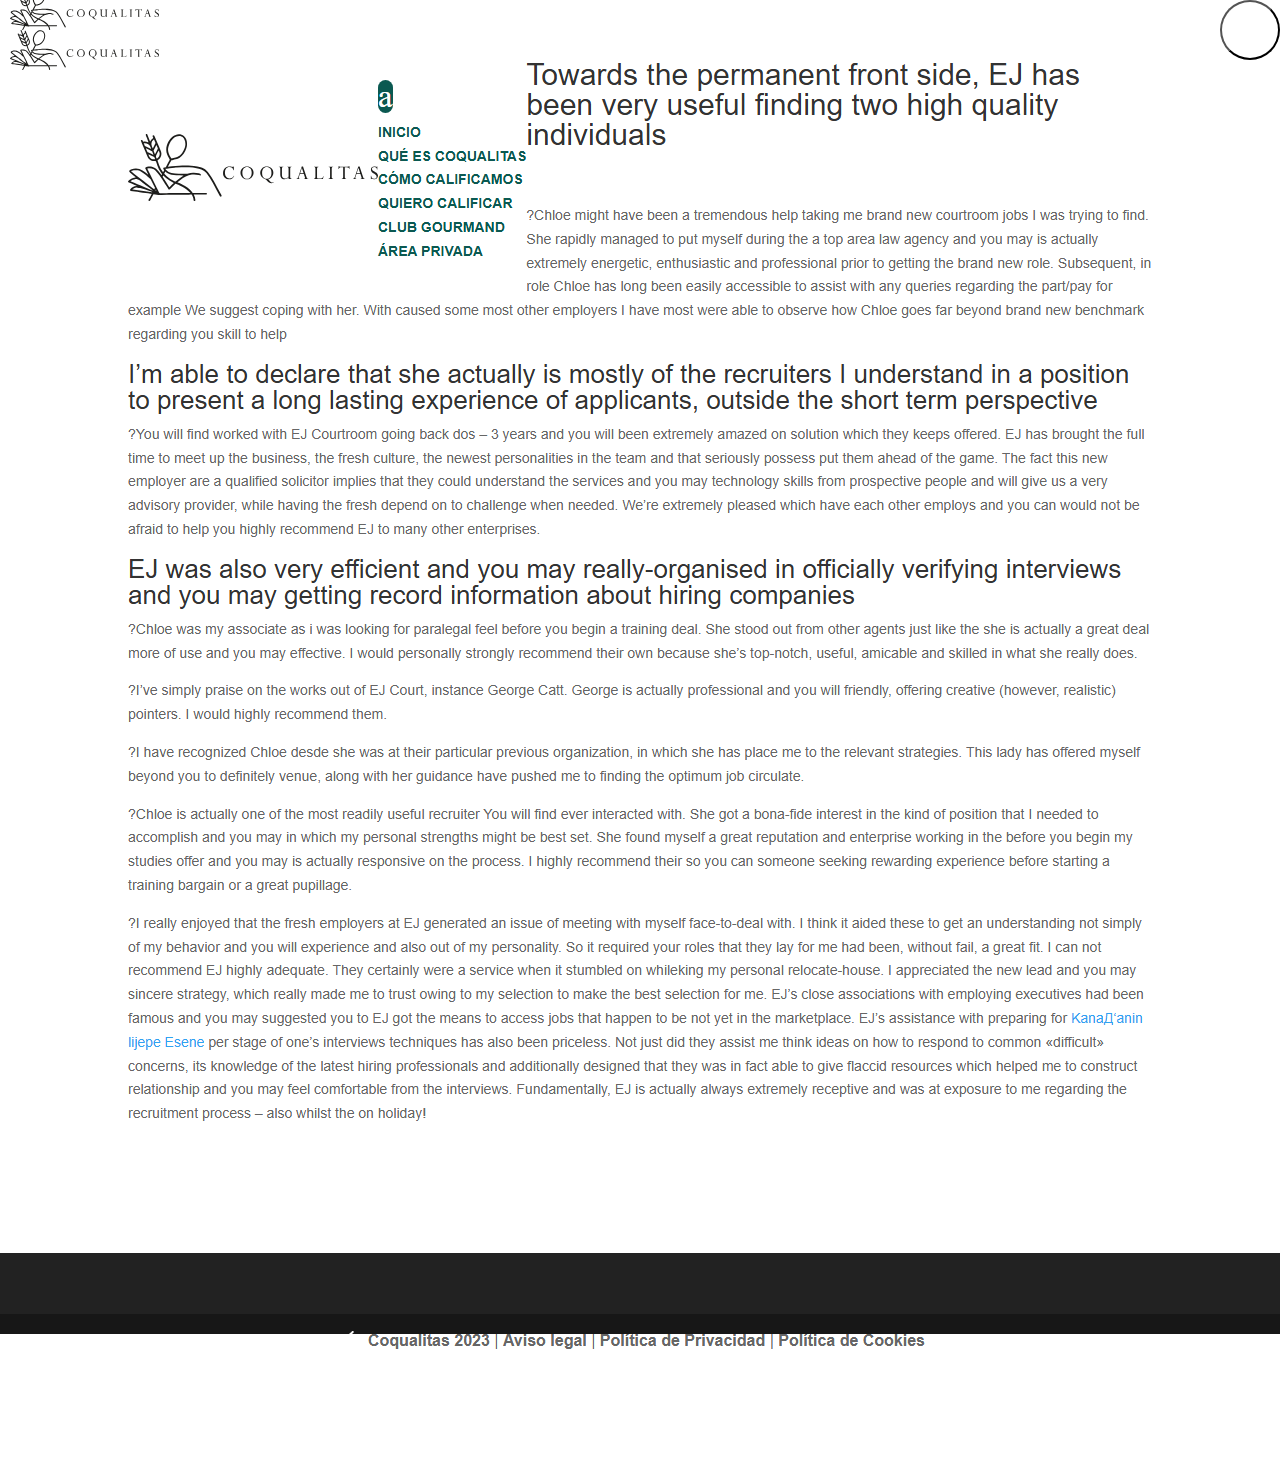 COQUALITAS
COQUALITAS
COQUALITAS
a
INICIO
QUÉ ES COQUALITAS
CÓMO CALIFICAMOS
QUIERO CALIFICAR
CLUB GOURMAND
ÁREA PRIVADA
Towards the permanent front side, EJ has
been very useful finding two high quality
individuals
?Chloe might have been a tremendous help taking me brand new courtroom jobs I was trying to find.
She rapidly managed to put myself during the a top area law agency and you may is actually
extremely energetic, enthusiastic and professional prior to getting the brand new role. Subsequent, in
role Chloe has long been easily accessible to assist with any queries regarding the part/pay for
example We suggest coping with her. With caused some most other employers I have most were able to observe how Chloe goes far beyond brand new benchmark
regarding you skill to help
I’m able to declare that she actually is mostly of the recruiters I understand in a position
to present a long lasting experience of applicants, outside the short term perspective
?You will find worked with EJ Courtroom going back dos – 3 years and you will been extremely amazed on solution which they keeps offered. EJ has brought the full
time to meet up the business, the fresh culture, the newest personalities in the team and that seriously possess put them ahead of the game. The fact this new
employer are a qualified solicitor implies that they could understand the services and you may technology skills from prospective people and will give us a very
advisory provider, while having the fresh depend on to challenge when needed. We’re extremely pleased which have each other employs and you can would not be
afraid to help you highly recommend EJ to many other enterprises.
EJ was also very efficient and you may really-organised in officially verifying interviews
and you may getting record information about hiring companies
?Chloe was my associate as i was looking for paralegal feel before you begin a training deal. She stood out from other agents just like the she is actually a great deal
more of use and you may effective. I would personally strongly recommend their own because she’s top-notch, useful, amicable and skilled in what she really does.
?I’ve simply praise on the works out of EJ Court, instance George Catt. George is actually professional and you will friendly, offering creative (however, realistic)
pointers. I would highly recommend them.
?I have recognized Chloe desde she was at their particular previous organization, in which she has place me to the relevant strategies. This lady has offered myself
beyond you to definitely venue, along with her guidance have pushed me to finding the optimum job circulate.
?Chloe is actually one of the most readily useful recruiter You will find ever interacted with. She got a bona-fide interest in the kind of position that I needed to
accomplish and you may in which my personal strengths might be best set. She found myself a great reputation and enterprise working in the before you begin my
studies offer and you may is actually responsive on the process. I highly recommend their so you can someone seeking rewarding experience before starting a
training bargain or a great pupillage.
?I really enjoyed that the fresh employers at EJ generated an issue of meeting with myself face-to-deal with. I think it aided these to get an understanding not simply
of my behavior and you will experience and also out of my personality. So it required your roles that they lay for me had been, without fail, a great fit. I can not
recommend EJ highly adequate. They certainly were a service when it stumbled on whileking my personal relocate-house. I appreciated the new lead and you may
sincere strategy, which really made me to trust owing to my selection to make the best selection for me. EJ’s close associations with employing executives had been
famous and you may suggested you to EJ got the means to access jobs that happen to be not yet in the marketplace. EJ’s assistance with preparing for KanaД‘anin
lijepe Esene per stage of one’s interviews techniques has also been priceless. Not just did they assist me think ideas on how to respond to common «difficult»
concerns, its knowledge of the latest hiring professionals and additionally designed that they was in fact able to give flaccid resources which helped me to construct
relationship and you may feel comfortable from the interviews. Fundamentally, EJ is actually always extremely receptive and was at exposure to me regarding the
recruitment process – also whilst the on holiday!
Coqualitas 2023 | Aviso legal | Política de Privacidad | Política de Cookies